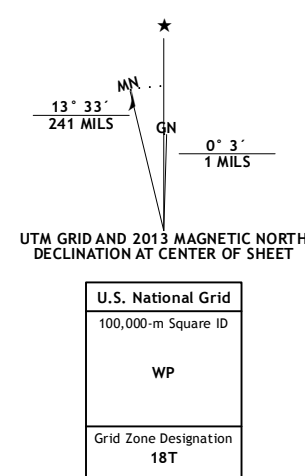 ★
MN
13° 33´
241 MILS
GN
0° 3´
1 MILS
UTM GRID AND 2013 MAGNETIC NORTH
DECLINATION AT CENTER OF SHEET
U.S. National Grid
100,000-m Square ID
WP
Grid Zone Designation
18T